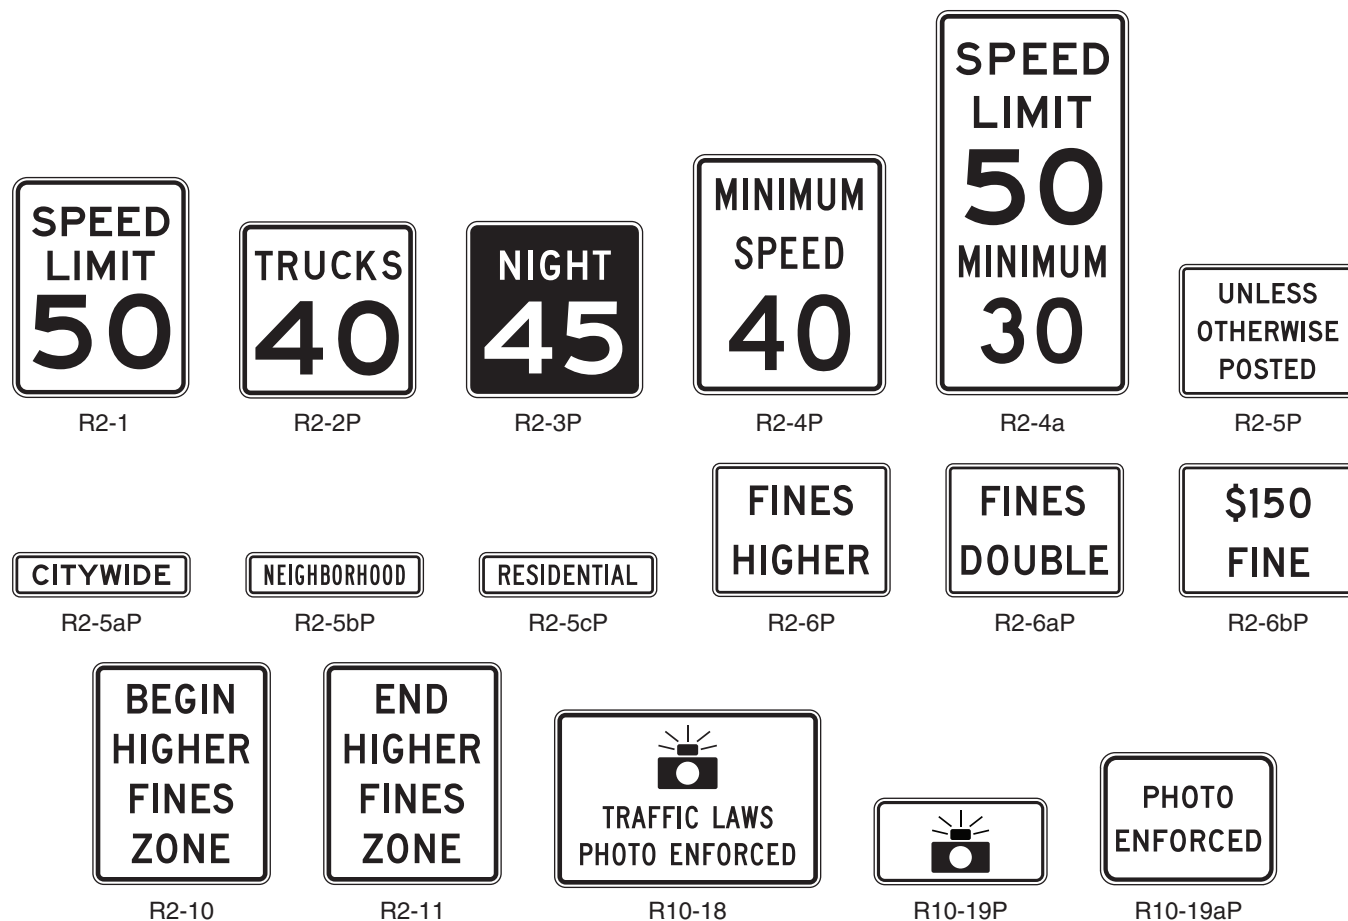 SPEED
LIMIT
50
R2-1
TRUCKS
40
R2-2P
NIGHT
45
R2-3P
MINIMUM
SPEED
40
R2-4P
SPEED
LIMIT
50
MINIMUM
30
R2-4a
UNLESS
OTHERWISE
POSTED
R2-5P
CITYWIDE
R2-5aP
NEIGHBORHOOD
R2-5bP
RESIDENTIAL
R2-5cP
FINES
HIGHER
R2-6P
FINES
DOUBLE
R2-6aP
$150
FINE
R2-6bP
BEGIN
HIGHER
FINES
ZONE
R2-10
END
HIGHER
FINES
ZONE
R2-11
TRAFFIC LAWS
PHOTO ENFORCED
R10-18
R10-19P
PHOTO
ENFORCED
R10-19aP